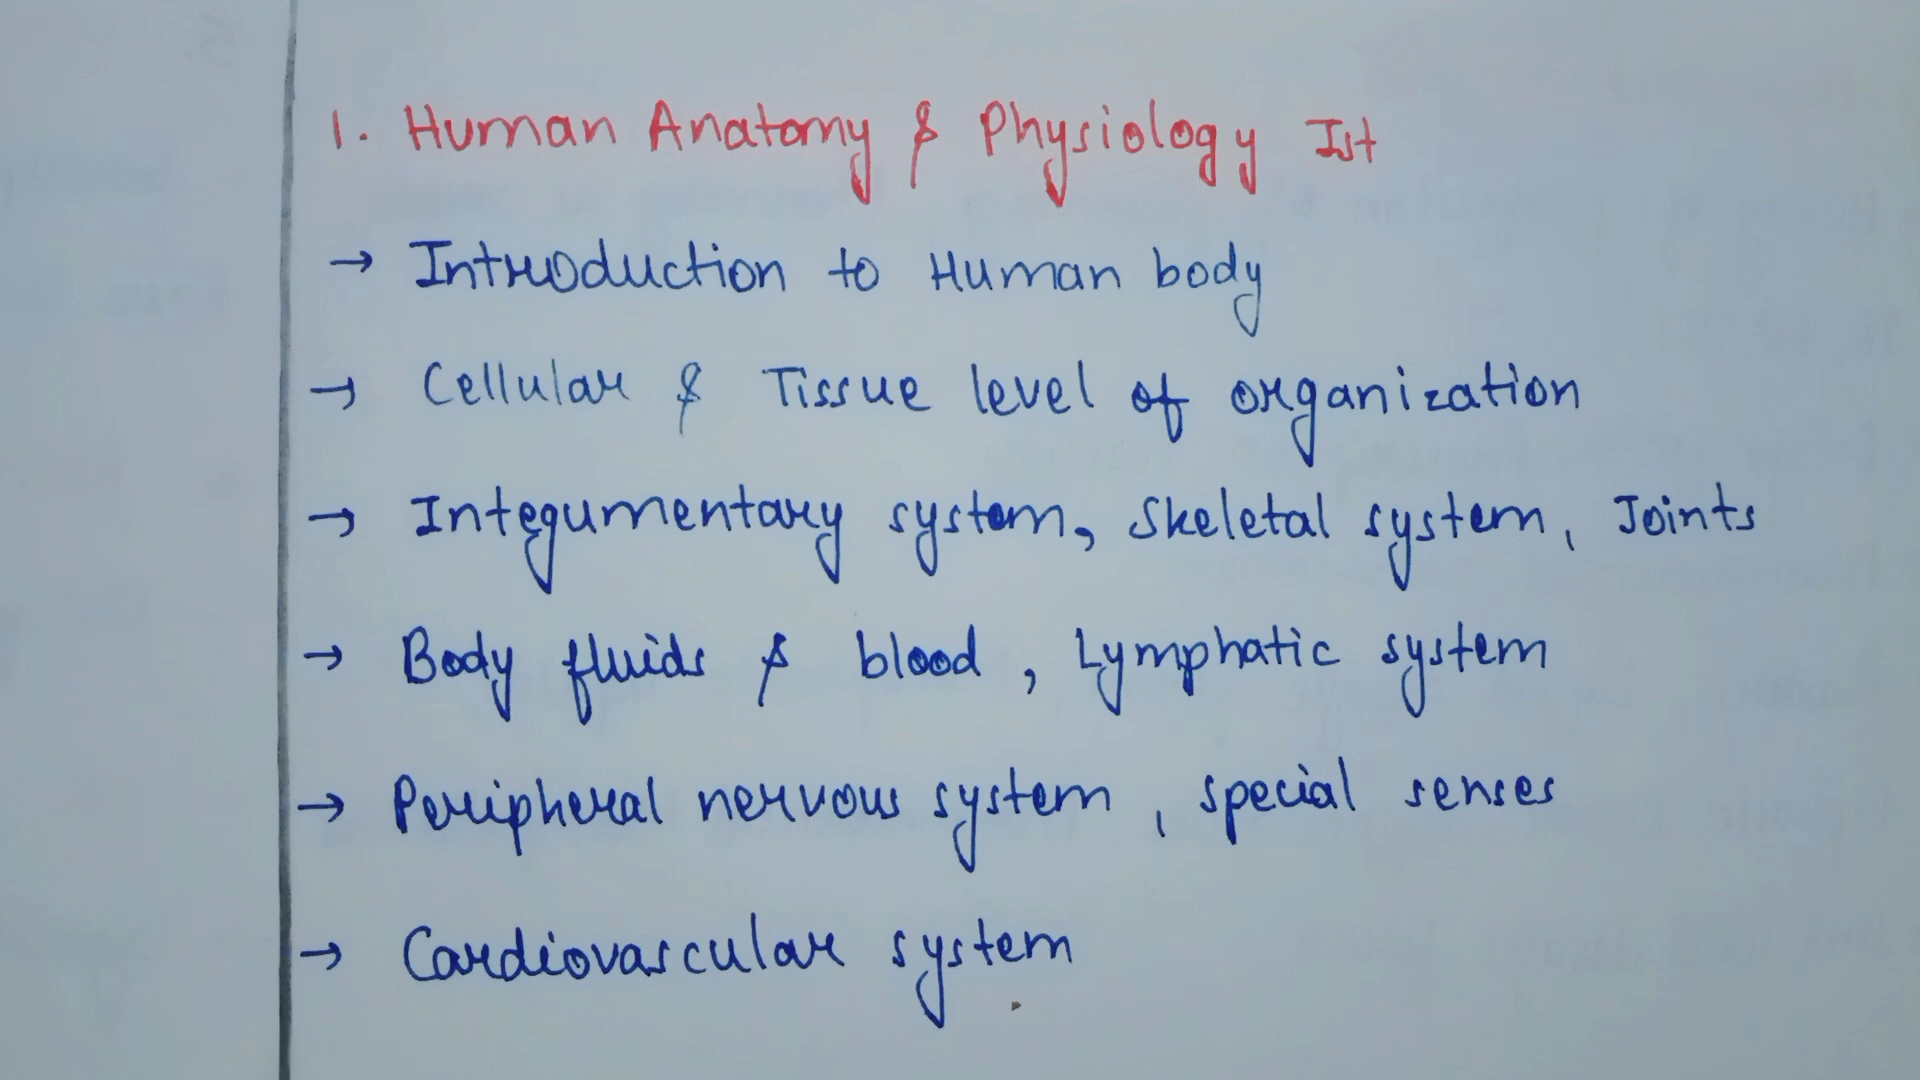 1. Human Anatomy & Physiology Ist
→ Introduction to Human body
→ Cellular & Tissue level of organization
→ Integumentary system, Skeletal system, Joints
→ Body fluids & blood, Lymphatic system
→ Peripheral nervous system, special senses
→ Cardiovascular system